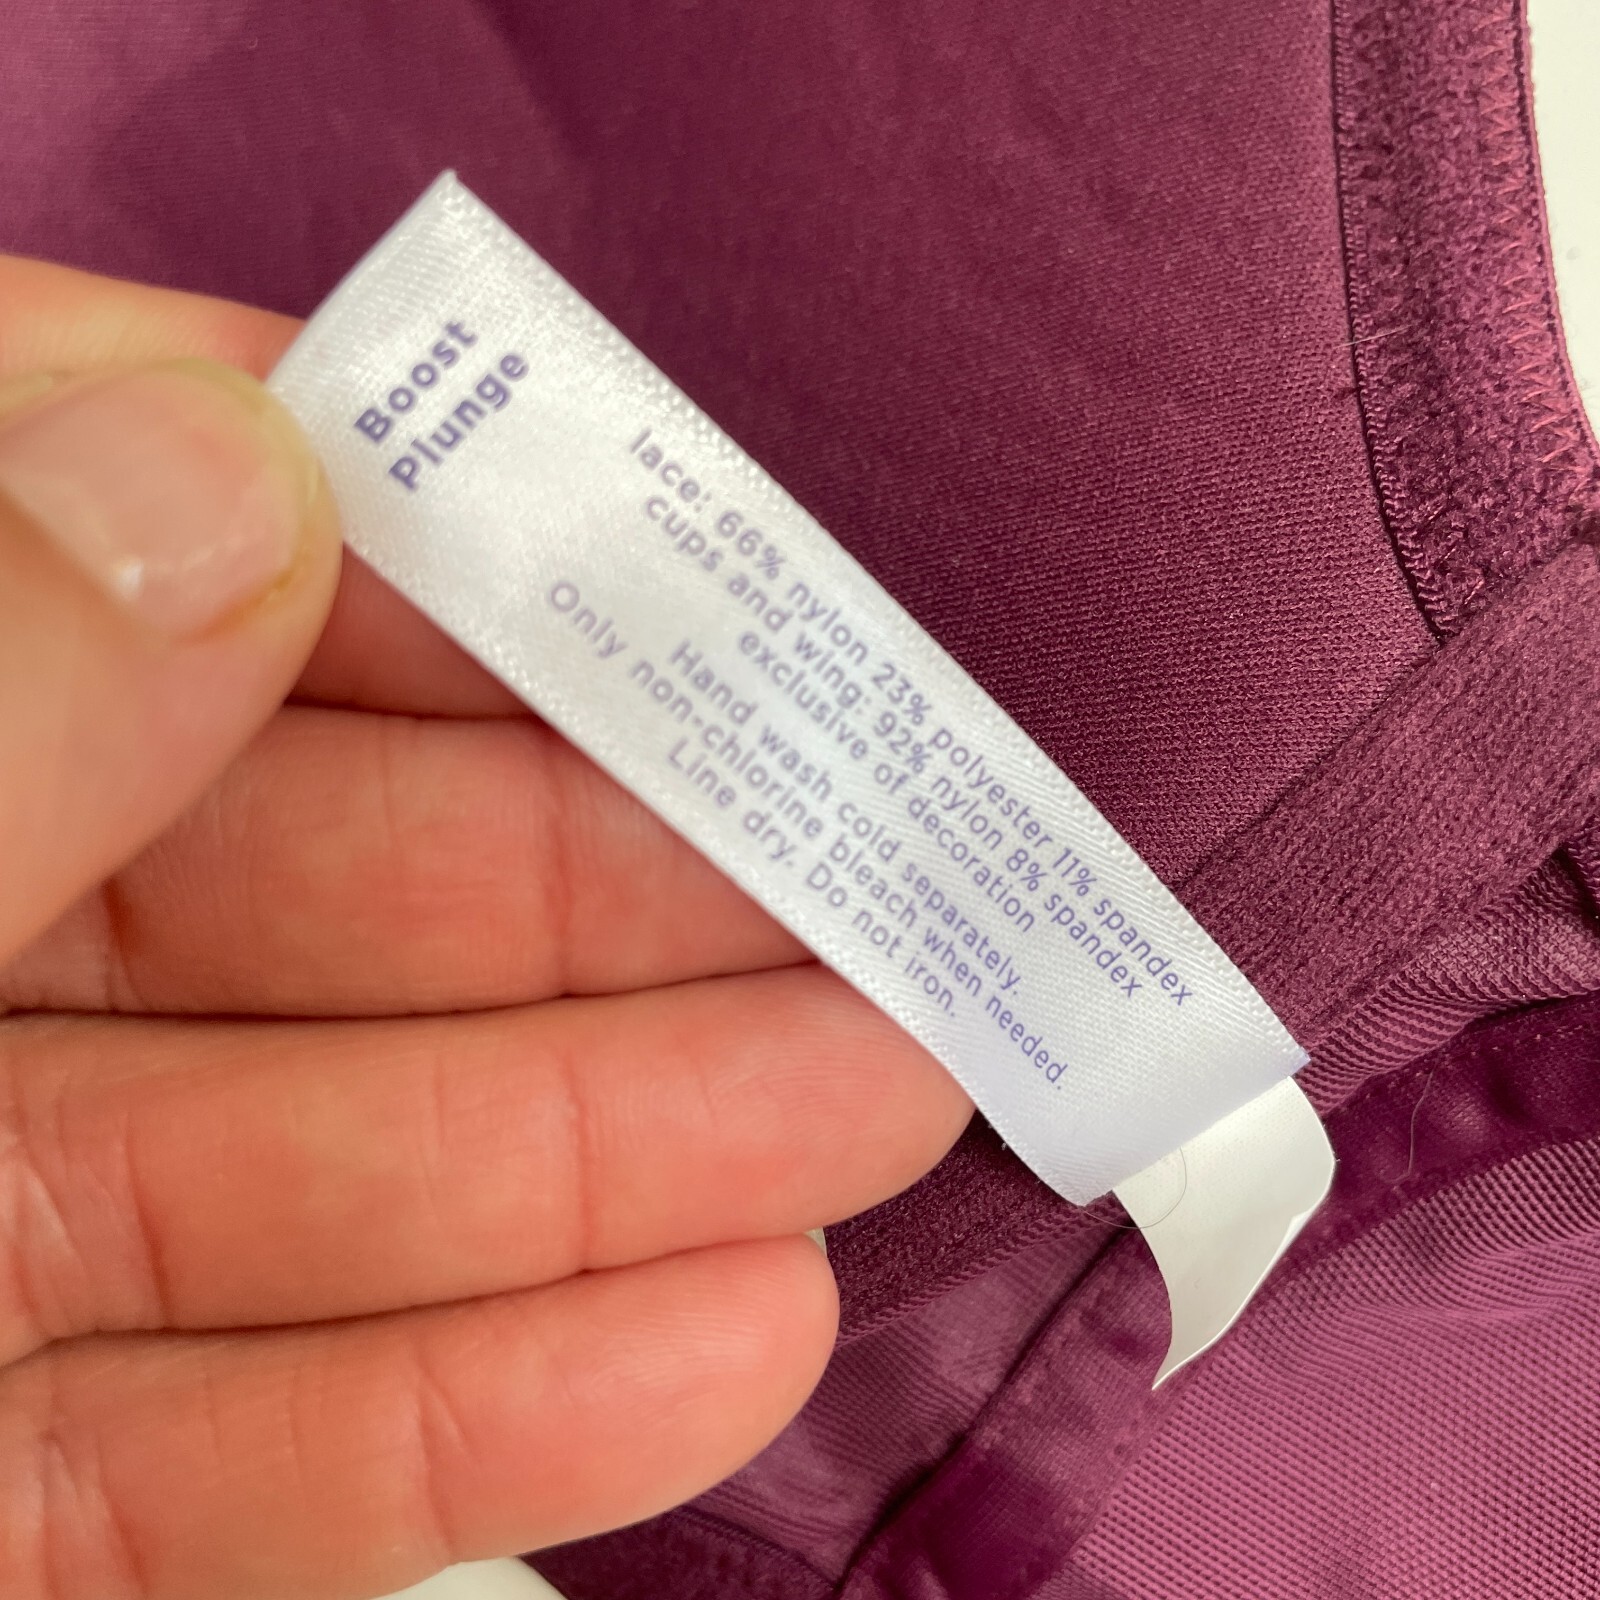 Boost
Plunge
lace: 66% nylon 23% polyester 11% spandex
cups and wing: 92% nylon 8% spandex
exclusive of decoration
Hand wash cold separately.
Only non-chlorine bleach when needed.
Line dry. Do not iron.